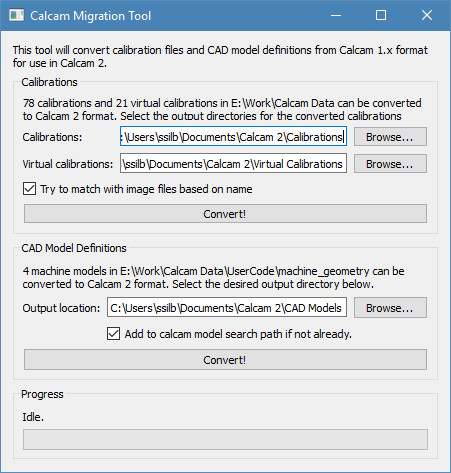 Calcam Migration Tool
This tool will convert calibration files and CAD model definitions from Calcam 1.x format
for use in Calcam 2.
Calibrations
78 calibrations and 21 virtual calibrations in E:\Work\Calcam Data can be converted
to Calcam 2 format. Select the output directories for the converted calibrations
Calibrations: :\Users\ssilb\Documents\Calcam 2\Calibrations Browse...
Virtual calibrations: \ssilb\Documents\Calcam 2\Virtual Calibrations Browse...
Try to match with image files based on name
Convert!
CAD Model Definitions
4 machine models in E:\Work\Calcam Data\UserCode\machine_geometry can be
converted to Calcam 2 format. Select the desired output directory below.
Output location: C:\Users\ssilb\Documents\Calcam 2\CAD Models Browse...
Add to calcam model search path if not already.
Convert!
Progress
Idle.